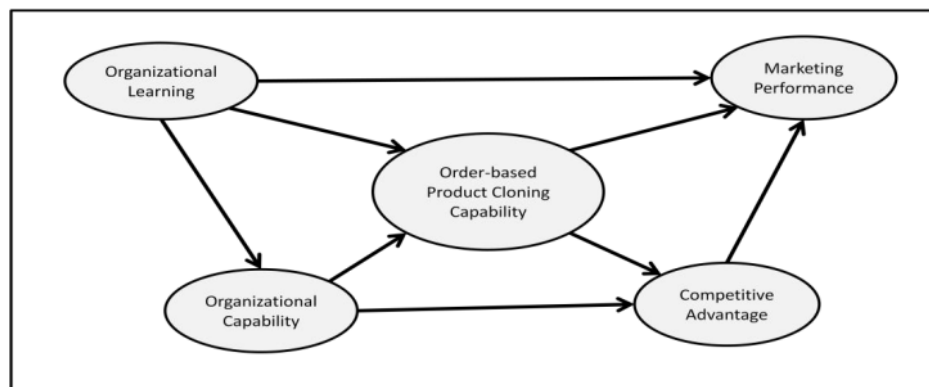 Organizational
Learning
Marketing
Performance
Order-based
Product Cloning
Capability
Organizational
Capability
Competitive
Advantage